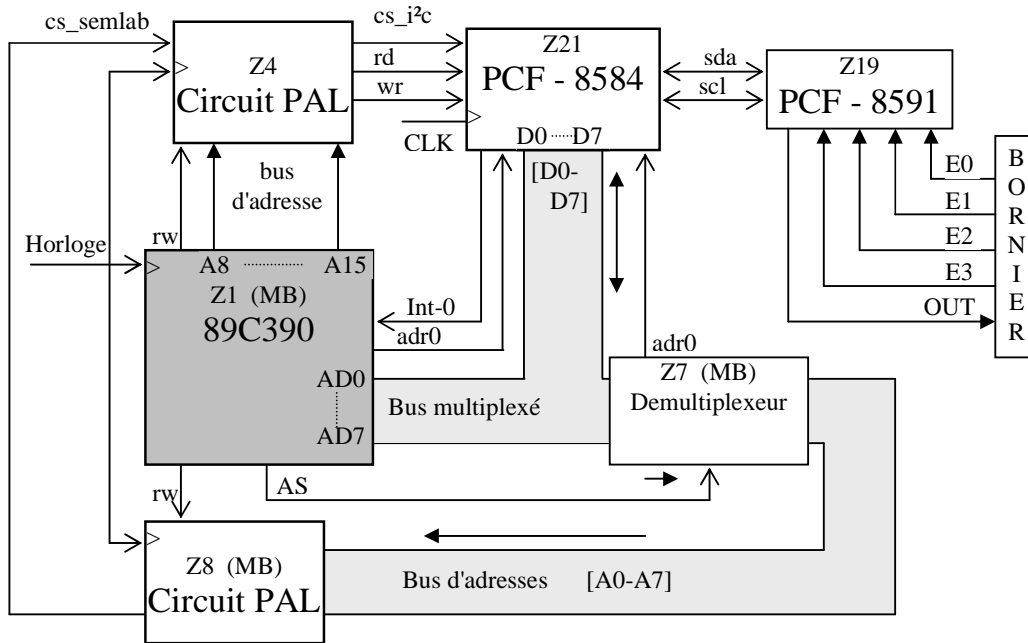 cs_semlab
cs_i²c
Z4
Circuit PAL
rd
wr
Z21
PCF - 8584
sda
scl
Z19
PCF - 8591
CLK
D0 ······ D7
[D0-
D7]
bus
d'adresse
E0
E1
E2
E3
OUT
B
O
R
N
I
E
R
rw
Horloge
A8 ················ A15
Z1 (MB)
89C390
Int-0
adr0
adr0
AD0
AD7
Bus multiplexé
Z7 (MB)
Demultiplexeur
rw
AS
Z8 (MB)
Circuit PAL
Bus d'adresses [A0-A7]